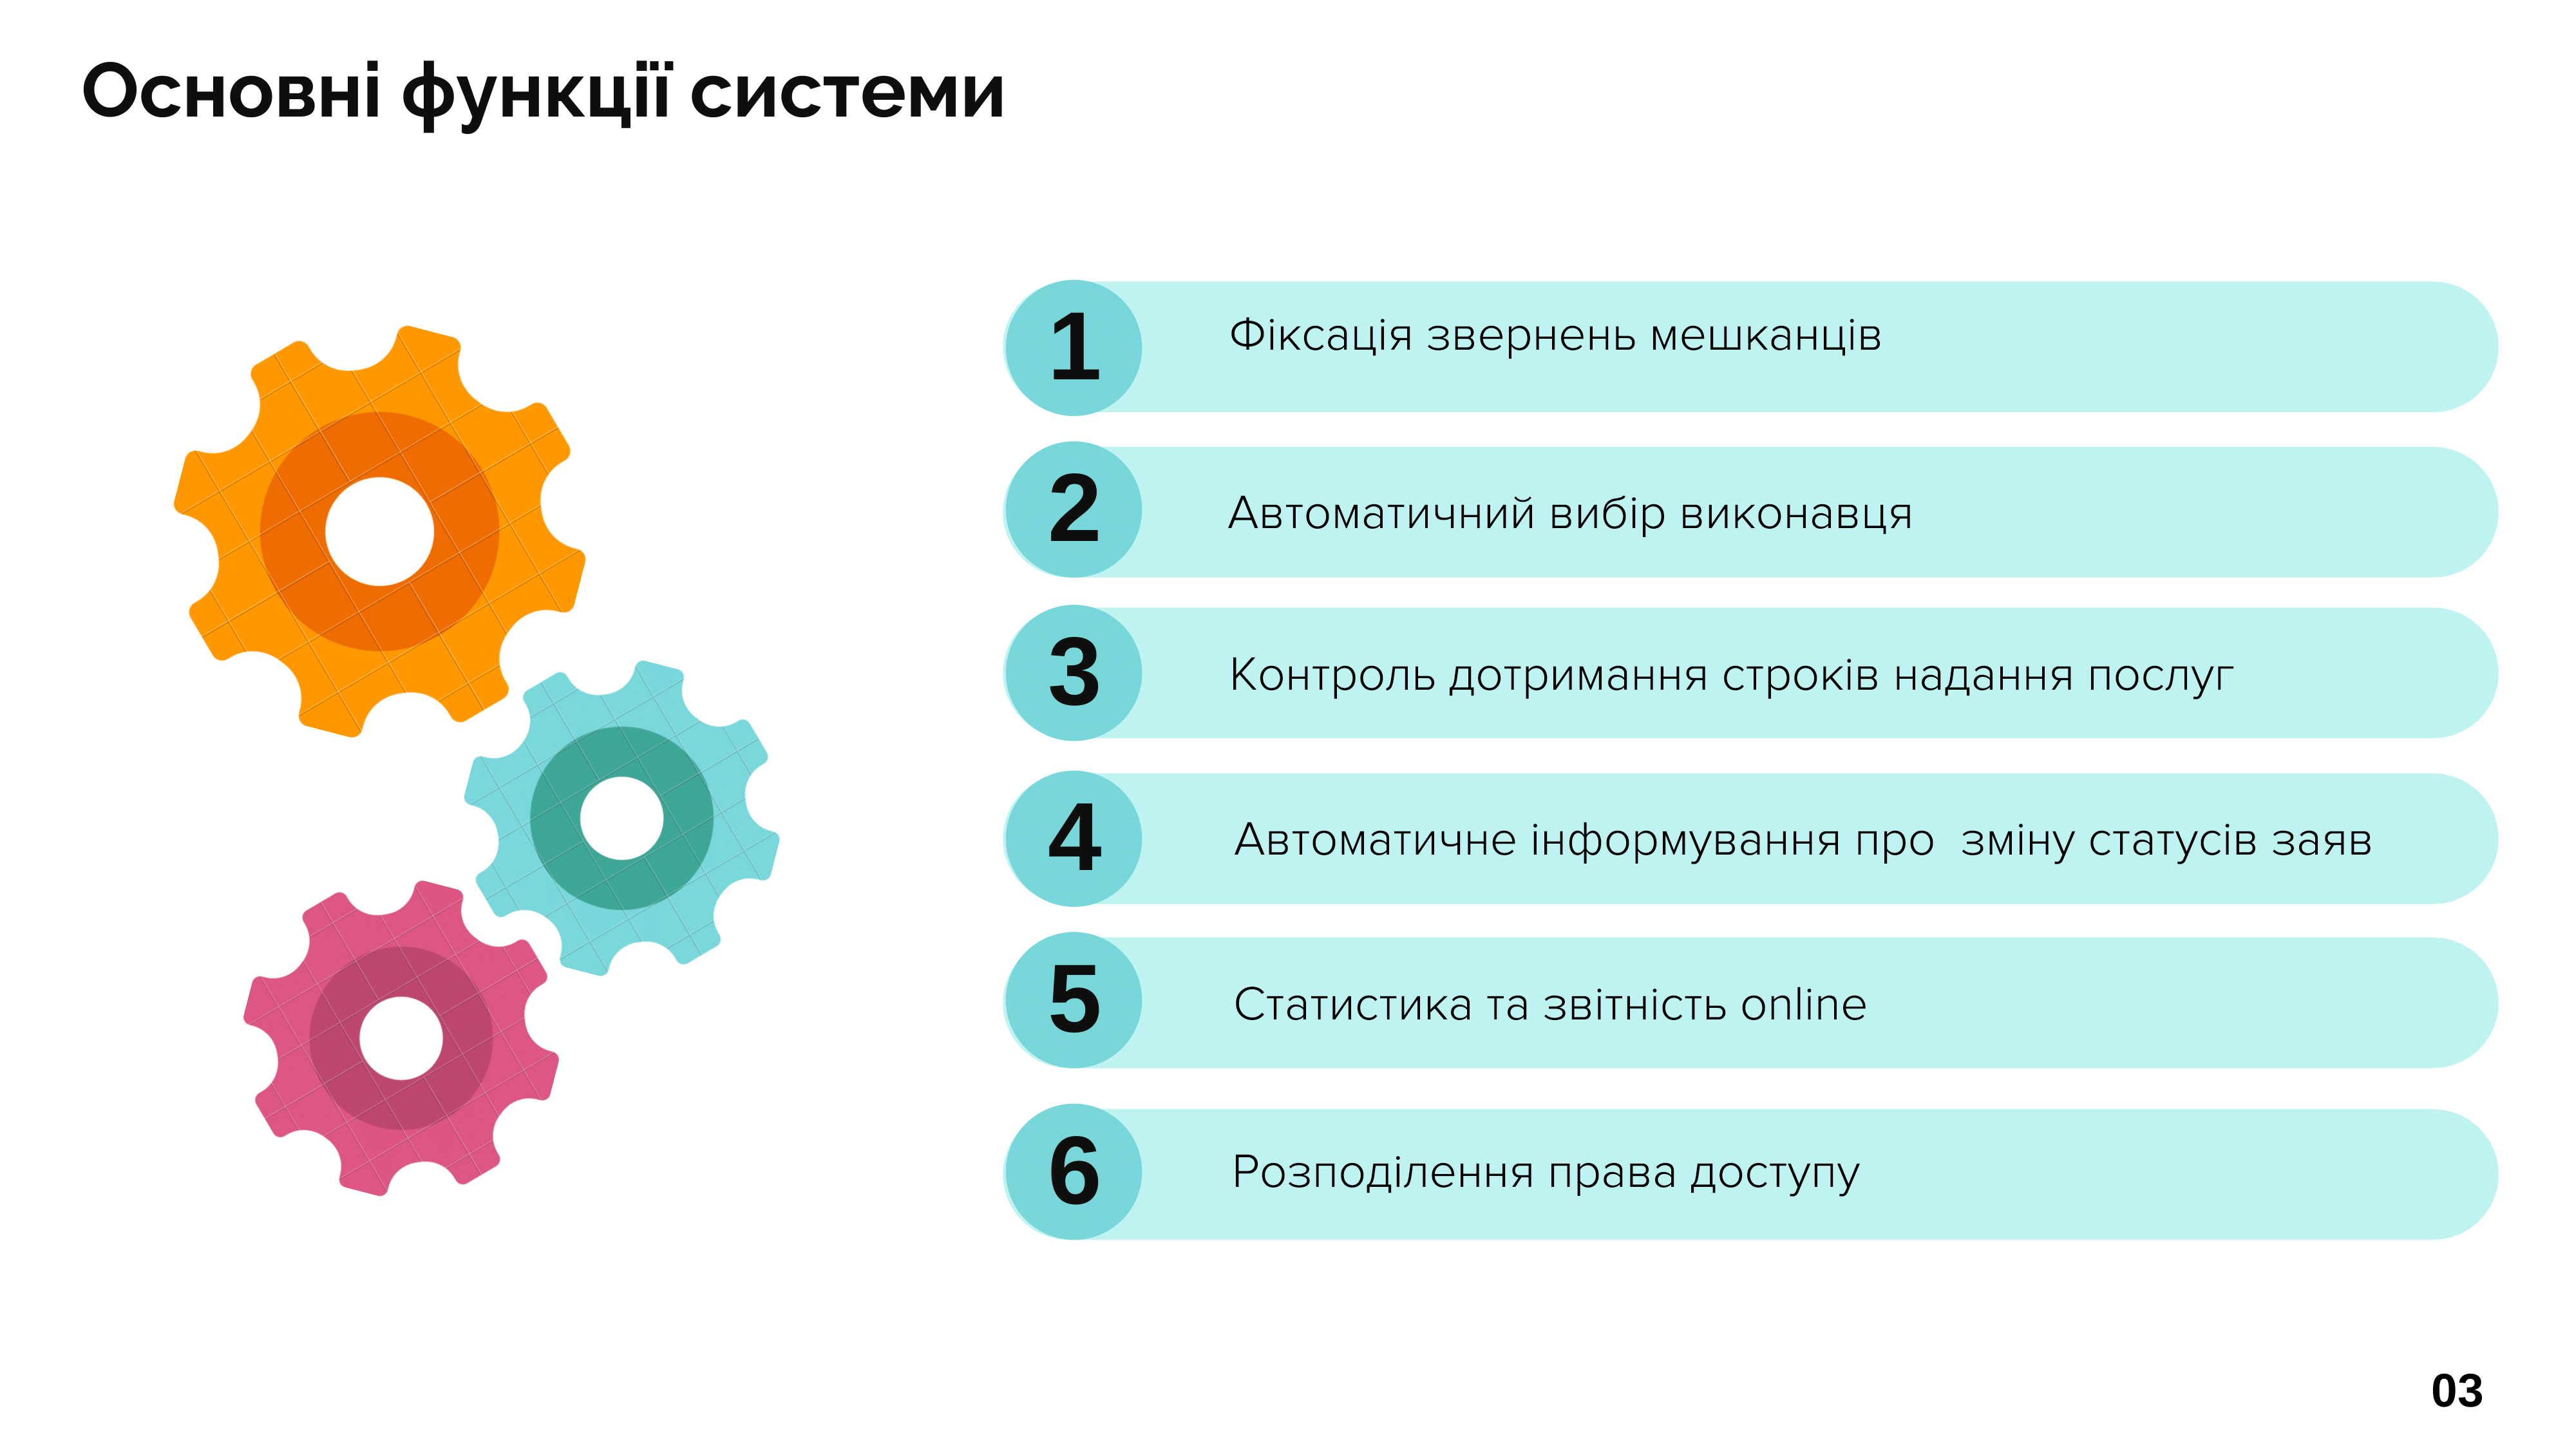 Основні функції системи
1 Фіксація звернень мешканців
2 Автоматичний вибір виконавця
3 Контроль дотримання строків надання послуг
4 Автоматичне інформування про  зміну статусів заяв
5 Статистика та звітність online
6 Розподілення права доступу
03